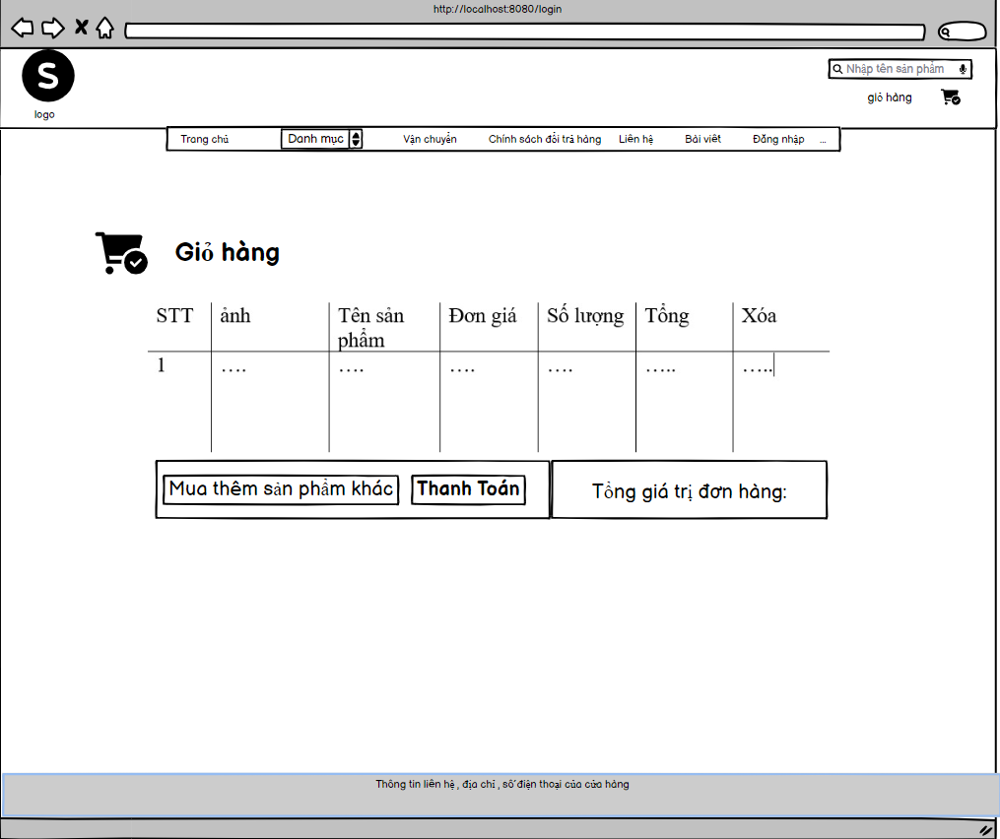 http://localhost:8080/login
S
logo
Nhập tên sản phẩm
giỏ hàng
Trang chủ Danh mục Vận chuyển Chính sách đổi trả hàng Liên hệ Bài viết Đăng nhập ...
Giỏ hàng
STT ảnh Tên sản phẩm Đơn giá Số lượng Tổng Xóa
1 …. …. …. …. ….. …..
Mua thêm sản phẩm khác Thanh Toán Tổng giá trị đơn hàng:
Thông tin liên hệ , địa chỉ , số điện thoại của cửa hàng